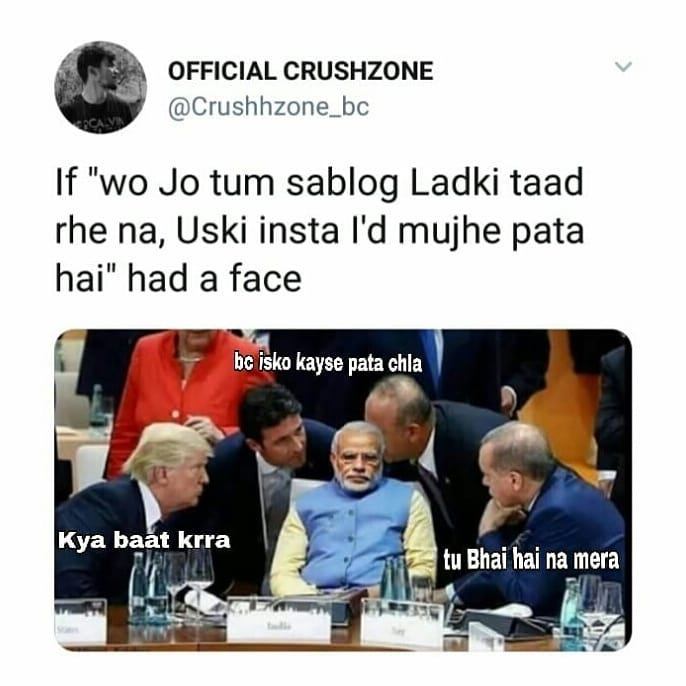 OFFICIAL CRUSHZONE
@Crushhzone_bc
If "wo Jo tum sablog Ladki taad
rhe na, Uski insta I'd mujhe pata
hai" had a face
bc isko kayse pata chla
Kya baat krra
tu Bhai hai na mera